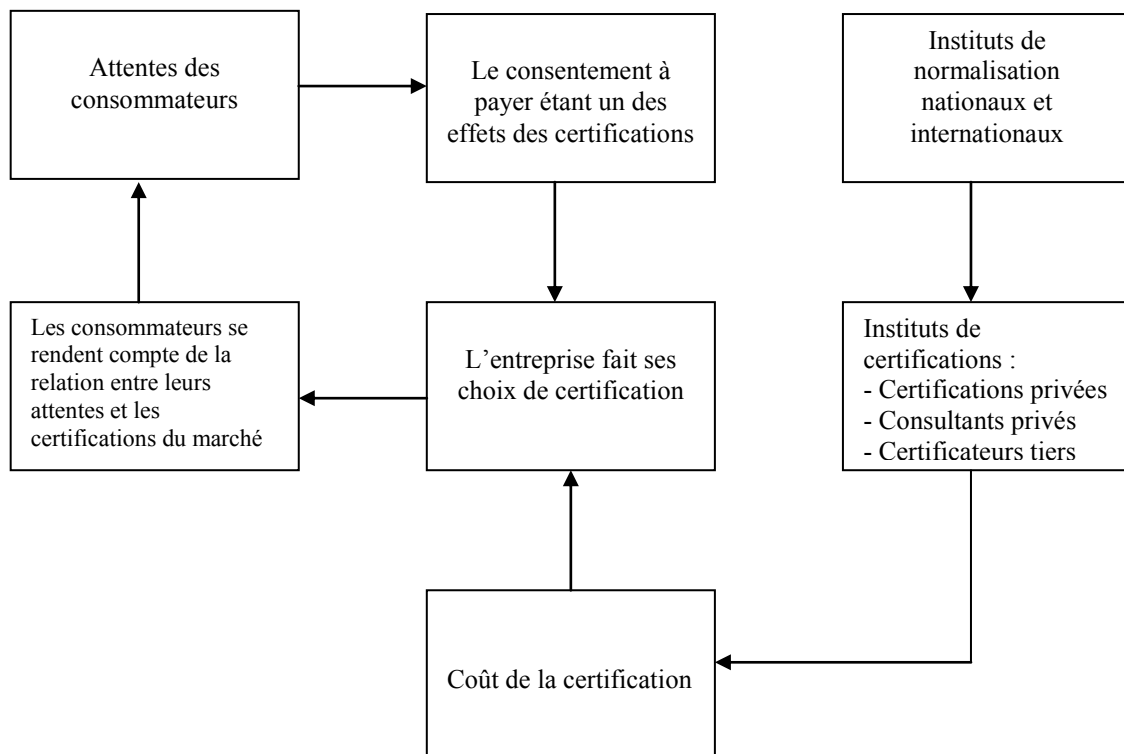 Attentes des
consommateurs
Le consentement à
payer étant un des
effets des certifications
Instituts de
normalisation
nationaux et
internationaux
Les consommateurs se
rendent compte de la
relation entre leurs
attentes et les
certifications du marché
L’entreprise fait ses
choix de certification
Instituts de
certifications :
- Certifications privées
- Consultants privés
- Certificateurs tiers
Coût de la certification